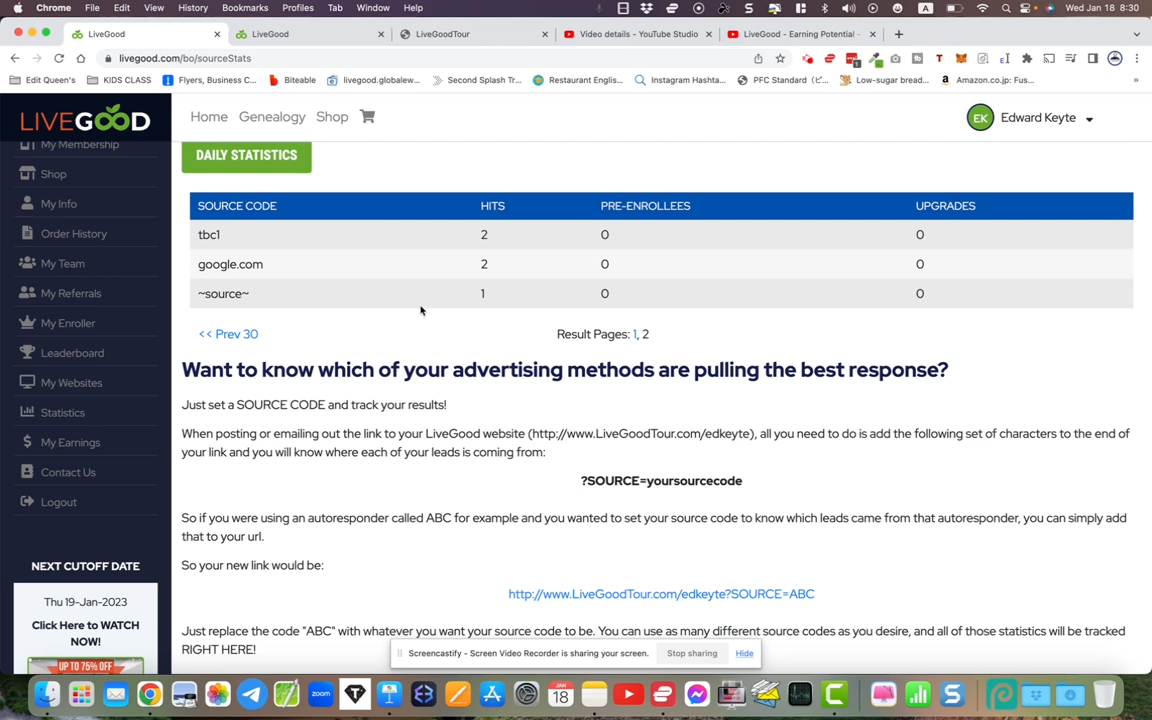 Chrome File Edit View History Bookmarks Profiles Tab Window Help A Wed Jan 18 8:30
LiveGood LiveGood LiveGoodTour Video details - YouTube Studio LiveGood - Earning Potential -
livegood.com/bo/sourceStats
Edit Queen's KIDS CLASS Flyers, Business C... Biteable livegood.globalew... Second Splash Tr... Restaurant Englis... Instagram Hashta... PFC Standard (ビ... Low-sugar bread... Amazon.co.jp: Fus...
LIVEGOOD Home Genealogy Shop EK Edward Keyte
My Membership
Shop
My Info
Order History
My Team
My Referrals
My Enroller
Leaderboard
My Websites
Statistics
My Earnings
Contact Us
Logout
NEXT CUTOFF DATE
Thu 19-Jan-2023
Click Here to WATCH
NOW!
UP TO 75% OFF
DAILY STATISTICS
SOURCE CODE HITS PRE-ENROLLEES UPGRADES
tbc1 2 0 0
google.com 2 0 0
~source~ 1 0 0
<< Prev 30 Result Pages: 1, 2
Want to know which of your advertising methods are pulling the best response?
Just set a SOURCE CODE and track your results!
When posting or emailing out the link to your LiveGood website (http://www.LiveGoodTour.com/edkeyte), all you need to do is add the following set of characters to the end of
your link and you will know where each of your leads is coming from:
?SOURCE=yoursourcecode
So if you were using an autoresponder called ABC for example and you wanted to set your source code to know which leads came from that autoresponder, you can simply add
that to your url.
So your new link would be:
http://www.LiveGoodTour.com/edkeyte?SOURCE=ABC
Just replace the code "ABC" with whatever you want your source code to be. You can use as many different source codes as you desire, and all of those statistics will be tracked
RIGHT HERE!
Screencastify - Screen Video Recorder is sharing your screen. Stop sharing Hide
zoom JAN 18